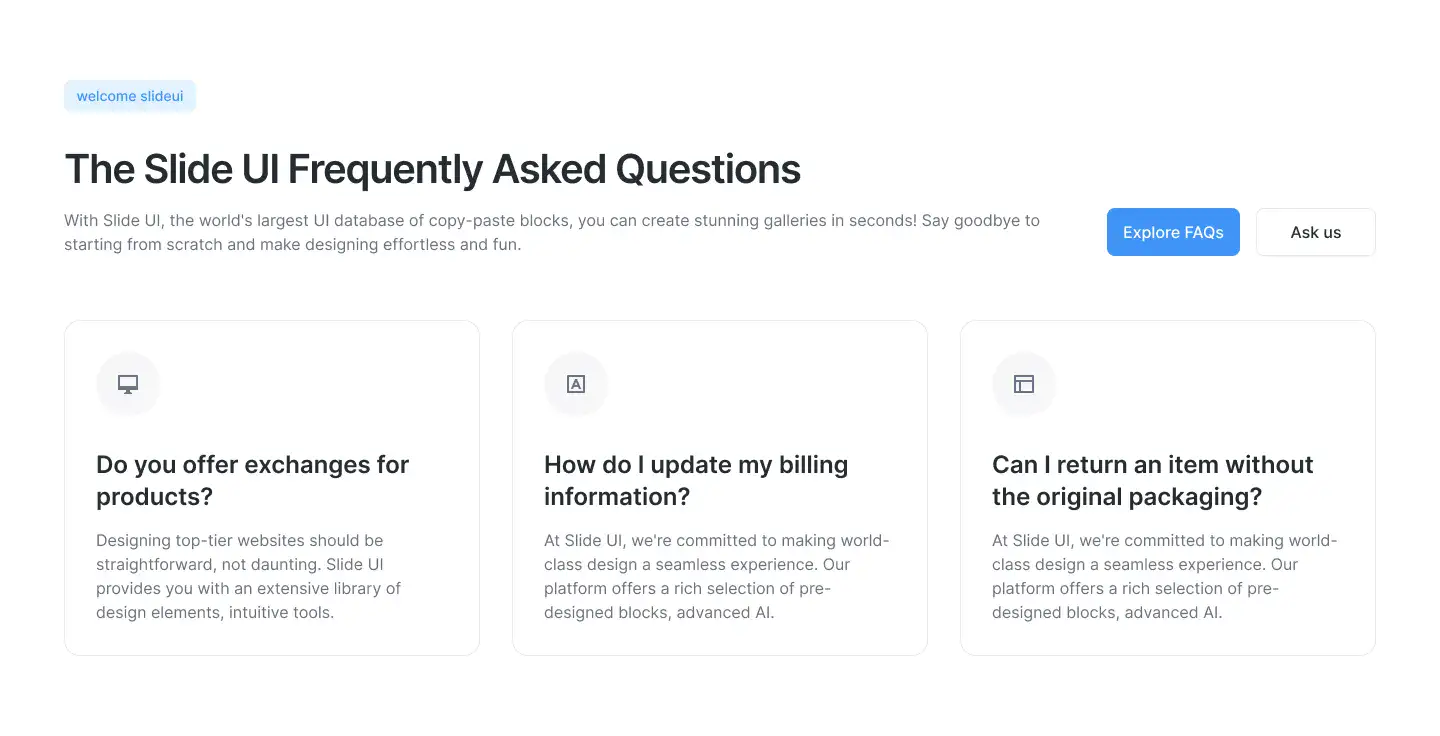 welcome slideui
The Slide UI Frequently Asked Questions
With Slide UI, the world's largest UI database of copy-paste blocks, you can create stunning galleries in seconds! Say goodbye to
starting from scratch and make designing effortless and fun.
Explore FAQs
Ask us
Do you offer exchanges for
products?
Designing top-tier websites should be
straightforward, not daunting. Slide UI
provides you with an extensive library of
design elements, intuitive tools.
A
How do I update my billing
information?
At Slide UI, we're committed to making world-
class design a seamless experience. Our
platform offers a rich selection of pre-
designed blocks, advanced AI.
Can I return an item without
the original packaging?
At Slide UI, we're committed to making world-
class design a seamless experience. Our
platform offers a rich selection of pre-
designed blocks, advanced AI.